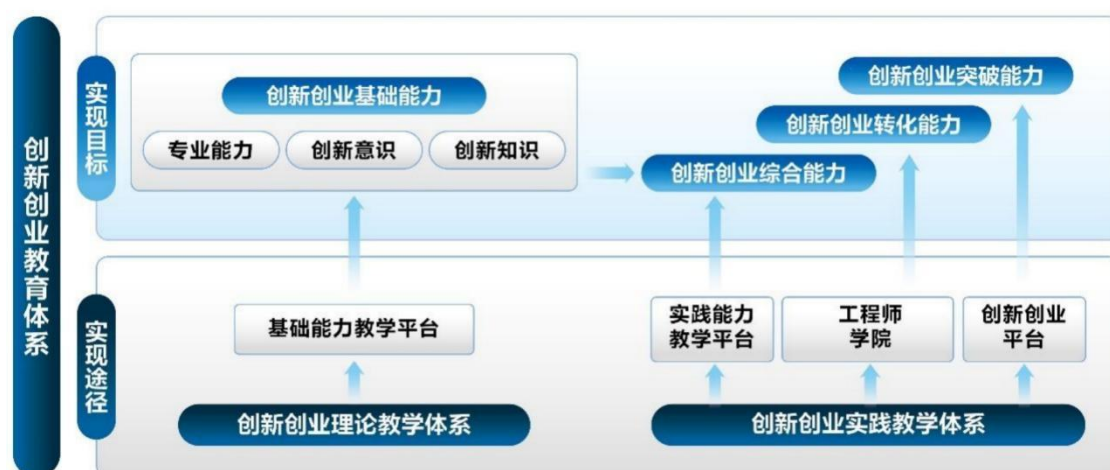 创新创业教育体系
实现目标
创新创业基础能力
专业能力
创新意识
创新知识
创新创业综合能力
创新创业转化能力
创新创业突破能力
实现途径
基础能力教学平台
实践能力
教学平台
工程师
学院
创新创业
平台
创新创业理论教学体系
创新创业实践教学体系